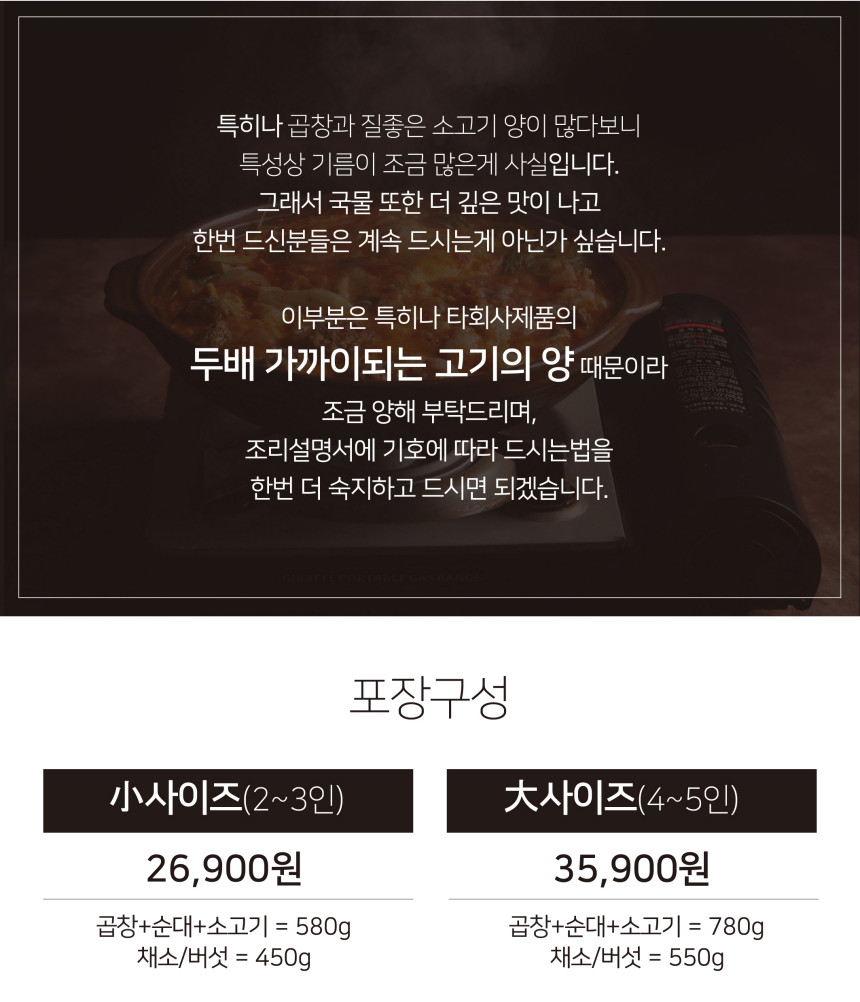 특히나 곱창과 질좋은 소고기 양이 많다보니
특성상 기름이 조금 많은게 사실입니다.
그래서 국물 또한 더 깊은 맛이 나고
한번 드신분들은 계속 드시는게 아닌가 싶습니다.
이부분은 특히나 타회사제품의
두배 가까이되는 고기의 양 때문이라
조금 양해 부탁드리며,
조리설명서에 기호에 따라 드시는법을
한번 더 숙지하고 드시면 되겠습니다.
포장구성
小사이즈(2~3인)
26,900원
곱창+순대+소고기 = 580g
채소/버섯 = 450g
大사이즈(4~5인)
35,900원
곱창+순대+소고기 = 780g
채소/버섯 = 550g